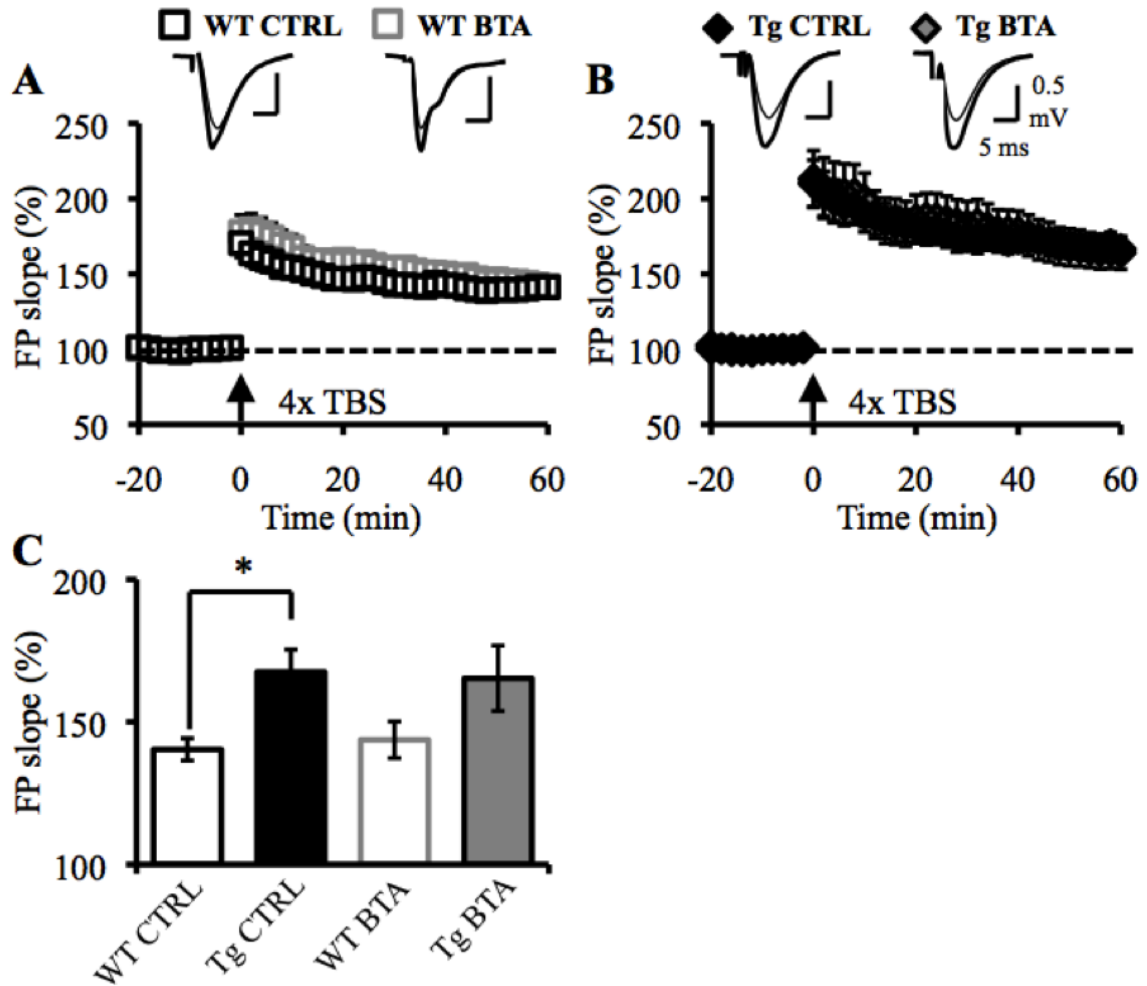 WT CTRL WT BTA Tg CTRL Tg BTA
A B
0.5
mV
5 ms
250 250
200 200
150 150
100 100
50 50
FP slope (%) FP slope (%)
4x TBS 4x TBS
-20 0 20 40 60 -20 0 20 40 60
Time (min) Time (min)
C
*
200
150
100
FP slope (%)
WT CTRL Tg CTRL WT BTA Tg BTA